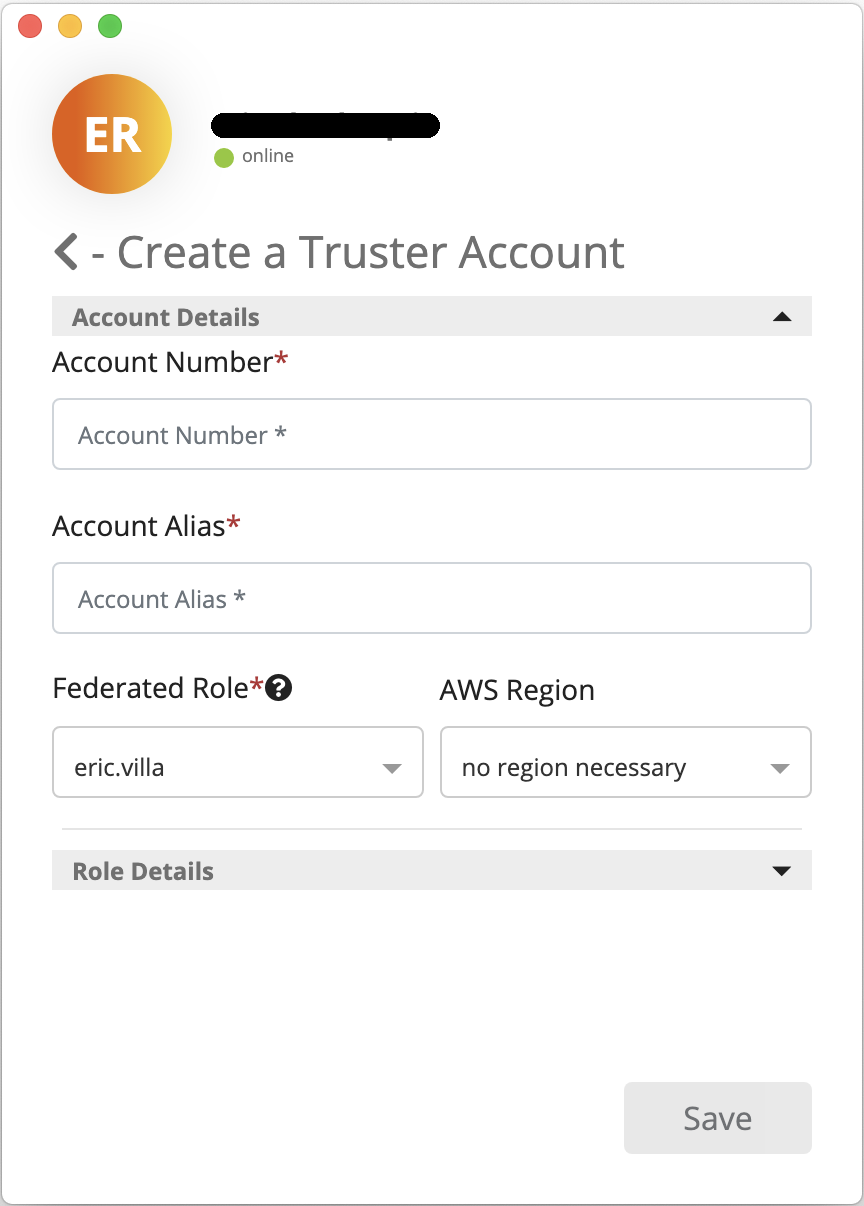 ER
online
- Create a Truster Account
Account Details
Account Number*
Account Number *
Account Alias*
Account Alias *
Federated Role*? AWS Region
eric.villa no region necessary
Role Details
Save